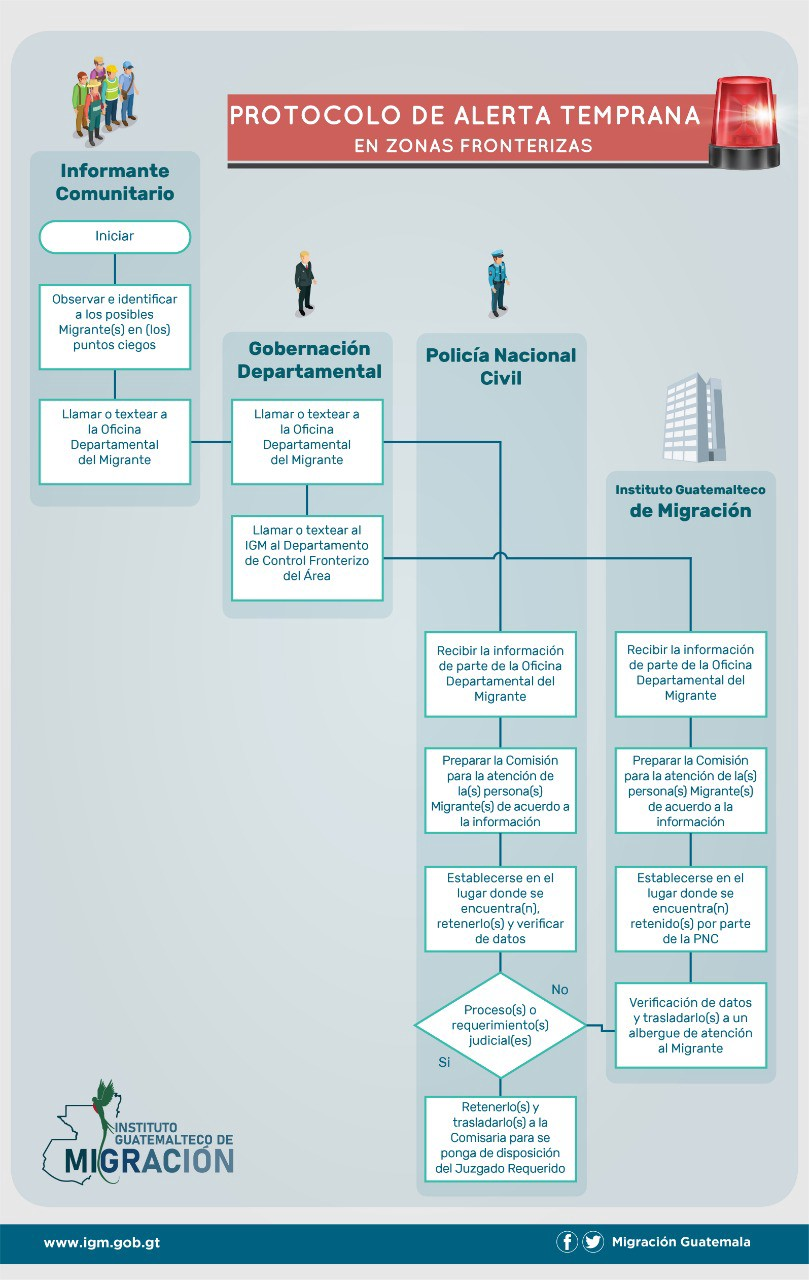 PROTOCOLO DE ALERTA TEMPRANA
EN ZONAS FRONTERIZAS
Informante
Comunitario
Iniciar
Observar e identificar
a los posibles
Migrante(s) en (los)
puntos ciegos
Llamar o textear a
la Oficina
Departamental
del Migrante
Gobernación
Departamental
Llamar o textear a
la Oficina
Departamental
del Migrante
Llamar o textear al
IGM al Departamento
de Control Fronterizo
del Área
Policía Nacional
Civil
Recibir la información
de parte de la Oficina
Departamental del
Migrante
Preparar la Comisión
para la atención de
la(s) persona(s)
Migrante(s) de acuerdo a
la información
Establecerse en el
lugar donde se
encuentra(n),
retenerlo(s) y verificar
de datos
Proceso(s) o
requerimiento(s)
judicial(es)
No
Si
Retenerlo(s) y
trasladarlo(s) a la
Comisaria para se
ponga de disposición
del Juzgado Requerido
Instituto Guatemalteco
de Migración
Recibir la información
de parte de la Oficina
Departamental del
Migrante
Preparar la Comisión
para la atención de la(s)
persona(s) Migrante(s)
de acuerdo a la
información
Establecerse en el
lugar donde se
encuentra(n)
retenido(s) por parte
de la PNC
Verificación de datos
y trasladarlo(s) a un
albergue de atención
al Migrante
INSTITUTO
GUATEMALTECO DE
MIGRACIÓN
www.igm.gob.gt
Migración Guatemala